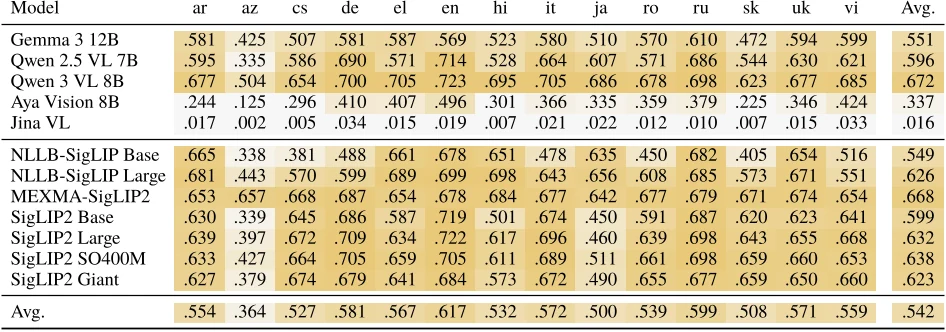 Model ar az cs de el en hi it ja ro ru sk uk vi Avg.
Gemma 3 12B .581 .425 .507 .581 .587 .569 .523 .580 .510 .570 .610 .472 .594 .599 .551
Qwen 2.5 VL 7B .595 .335 .586 .690 .571 .714 .528 .664 .607 .571 .686 .544 .630 .621 .596
Qwen 3 VL 8B .677 .504 .654 .700 .705 .723 .695 .705 .686 .678 .698 .623 .677 .685 .672
Aya Vision 8B .244 .125 .296 .410 .407 .496 .301 .366 .335 .359 .379 .225 .346 .424 .337
Jina VL .017 .002 .005 .034 .015 .019 .007 .021 .022 .012 .010 .007 .015 .033 .016
NLLB-SigLIP Base .665 .338 .381 .488 .661 .678 .651 .478 .635 .450 .682 .405 .654 .516 .549
NLLB-SigLIP Large .681 .443 .570 .599 .689 .699 .698 .643 .656 .608 .685 .573 .671 .551 .626
MEXMA-SigLIP2 .653 .657 .668 .687 .654 .678 .684 .677 .642 .677 .679 .671 .674 .654 .668
SigLIP2 Base .630 .339 .645 .686 .587 .719 .501 .674 .450 .591 .687 .620 .623 .641 .599
SigLIP2 Large .639 .397 .672 .709 .634 .722 .617 .696 .460 .639 .698 .643 .655 .668 .632
SigLIP2 SO400M .633 .427 .664 .705 .659 .705 .611 .689 .511 .661 .698 .659 .660 .653 .638
SigLIP2 Giant .627 .379 .674 .679 .641 .684 .573 .672 .490 .655 .677 .631 .650 .660 .623
Avg. .554 .364 .527 .581 .567 .617 .532 .572 .500 .539 .599 .508 .571 .559 .542